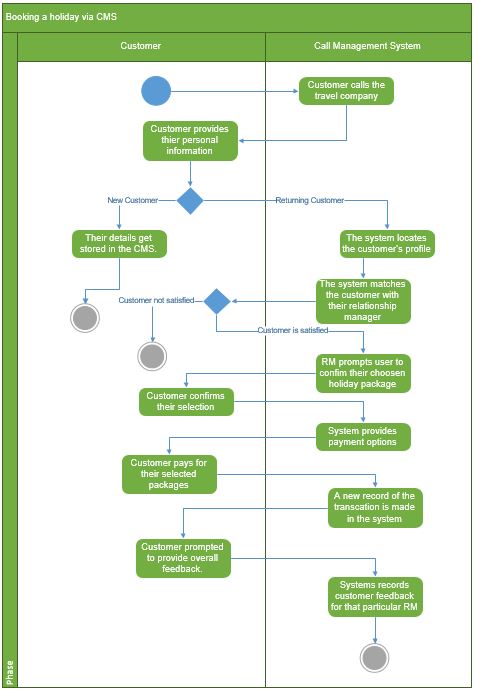 Booking a holiday via CMS
Customer
Call Management System
Customer calls the
travel company
Customer provides
thier personal
information
New Customer
Returning Customer
Their details get
stored in the CMS.
The system locates
the customer's profile
The system matches
the customer with
their relationship
manager
Customer not satisfied
Customer is satisfied
RM prompts user to
confim their choosen
holiday package
Customer confirms
their selection
System provides
payment options
Customer pays for
their selected
packages
A new record of the
transcation is made
in the system
Customer prompted
to provide overall
feedback.
Systems records
customer feedback
for that particular RM
Phase